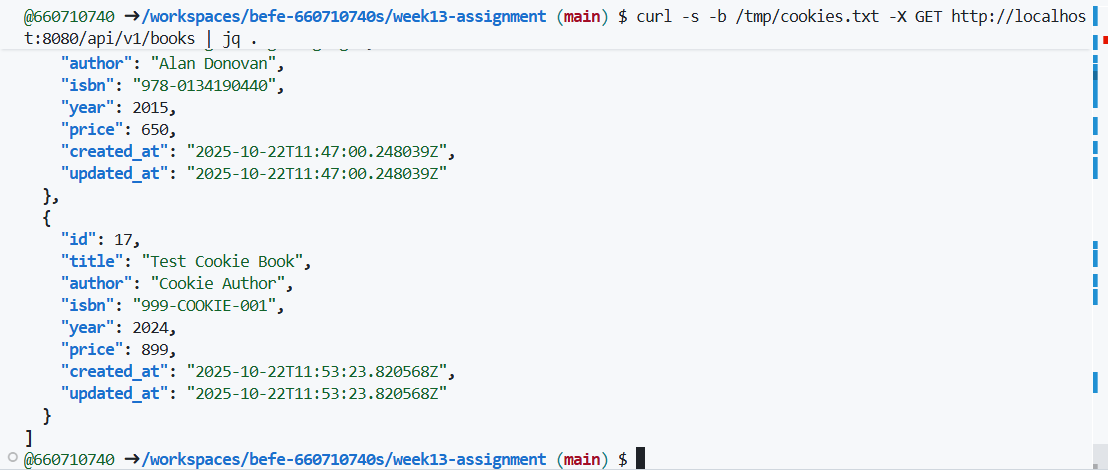 @660710740 →/workspaces/befe-660710740s/week13-assignment (main) $ curl -s -b /tmp/cookies.txt -X GET http://localhos
t:8080/api/v1/books | jq .
    "author": "Alan Donovan",
    "isbn": "978-0134190440",
    "year": 2015,
    "price": 650,
    "created_at": "2025-10-22T11:47:00.248039Z",
    "updated_at": "2025-10-22T11:47:00.248039Z"
  },
  {
    "id": 17,
    "title": "Test Cookie Book",
    "author": "Cookie Author",
    "isbn": "999-COOKIE-001",
    "year": 2024,
    "price": 899,
    "created_at": "2025-10-22T11:53:23.820568Z",
    "updated_at": "2025-10-22T11:53:23.820568Z"
  }
]
@660710740 →/workspaces/befe-660710740s/week13-assignment (main) $